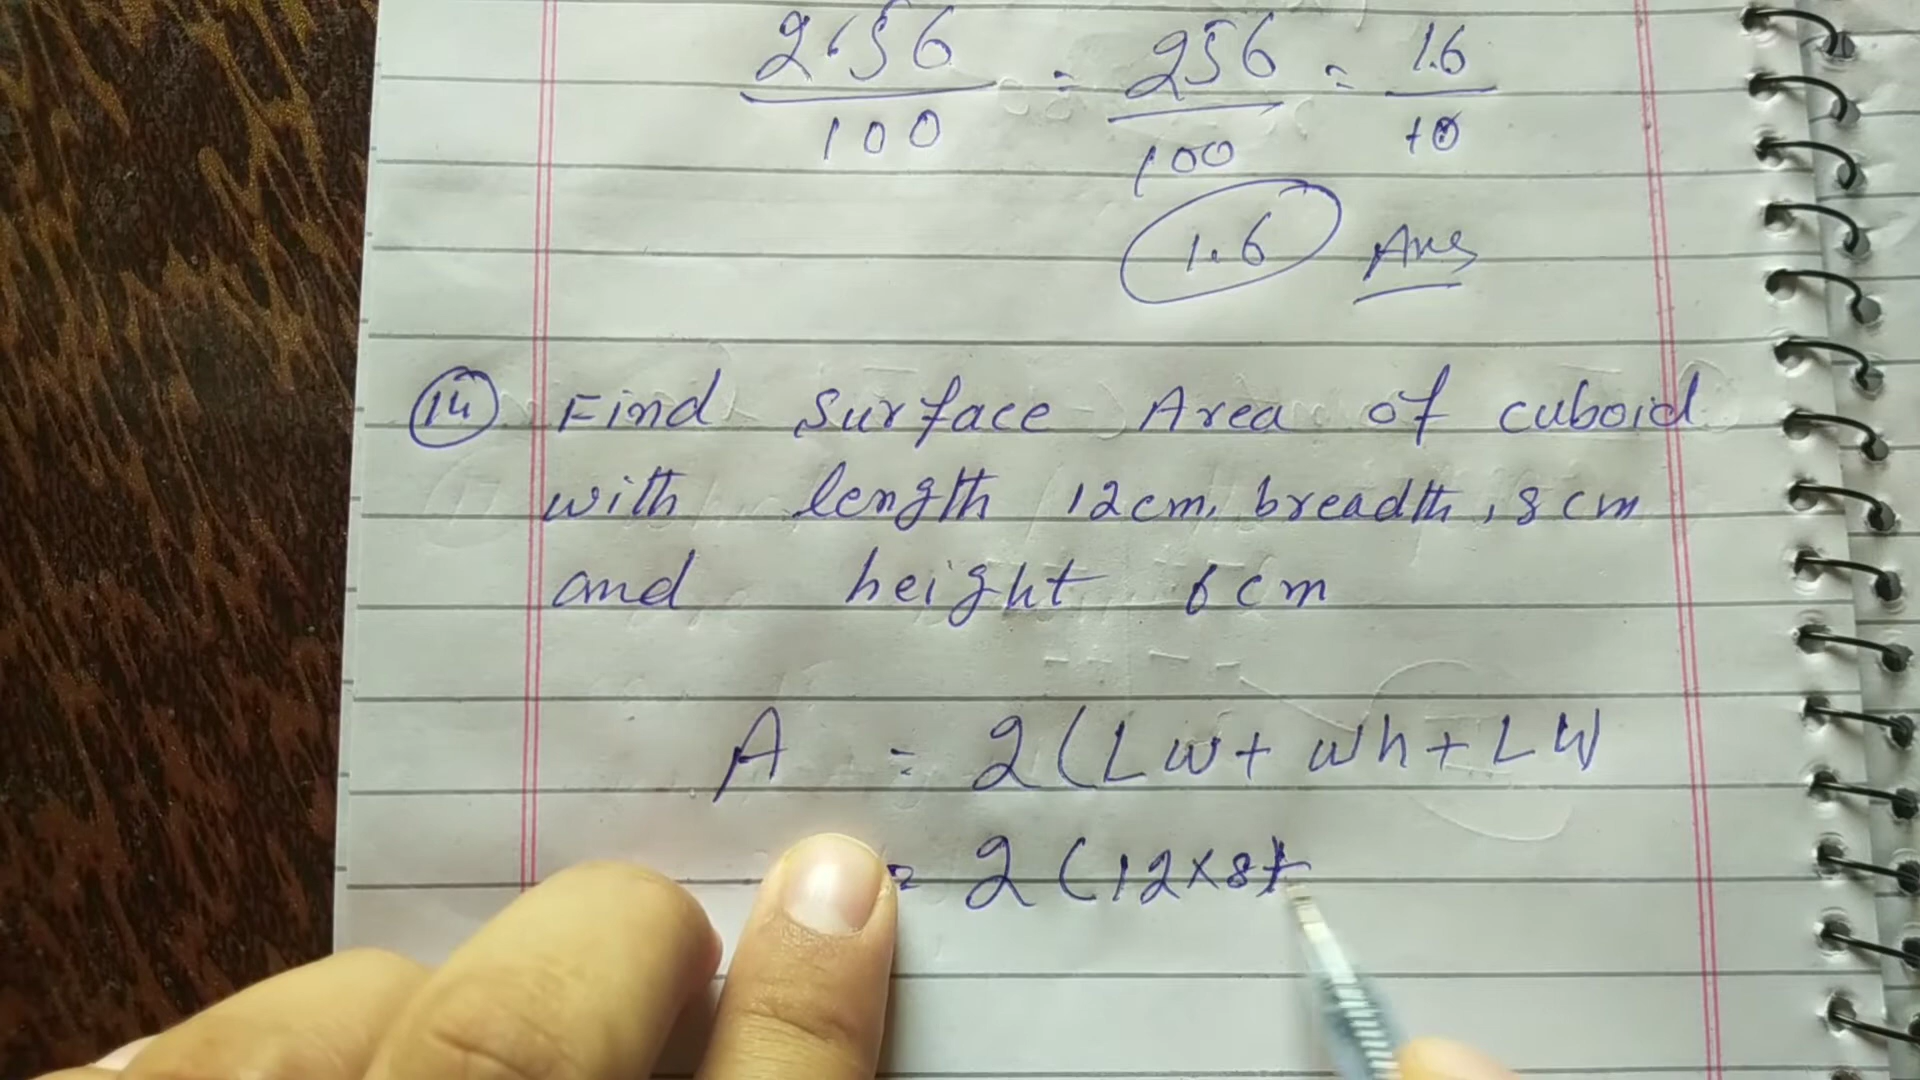 2.56/100 = 256/100 = 1.6/10
1.6 Ans
14 Find surface Area of cuboid
with length 12cm, breadth, 8cm
and height 6cm
A = 2(Lw+wh+LW
= 2(12×8+